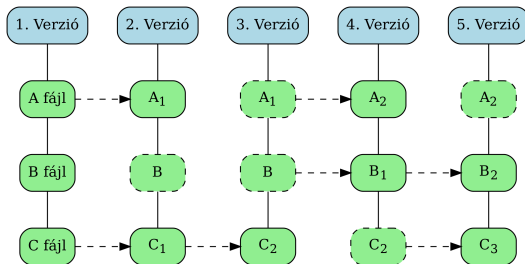 1. Verzió 2. Verzió 3. Verzió 4. Verzió 5. Verzió
A fájl A₁ A₁ A₂ A₂
B fájl B B B₁ B₂
C fájl C₁ C₂ C₂ C₃